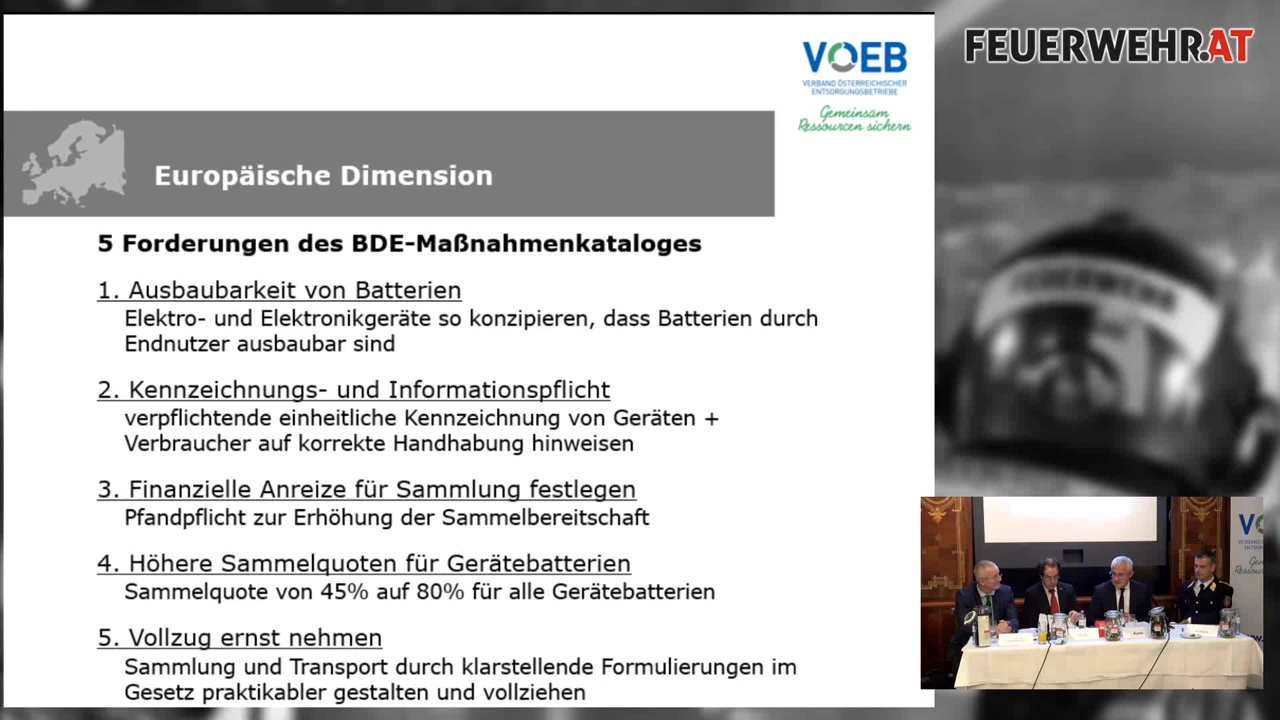 VOEB
VERBAND ÖSTERREICHISCHER
ENTSORGUNGSBETRIEBE
Gemeinsam
Ressourcen sichern
FEUERWEHR.AT
Europäische Dimension
5 Forderungen des BDE-Maßnahmenkataloges
1. Ausbaubarkeit von Batterien
Elektro- und Elektronikgeräte so konzipieren, dass Batterien durch
Endnutzer ausbaubar sind
2. Kennzeichnungs- und Informationspflicht
verpflichtende einheitliche Kennzeichnung von Geräten +
Verbraucher auf korrekte Handhabung hinweisen
3. Finanzielle Anreize für Sammlung festlegen
Pfandpflicht zur Erhöhung der Sammelbereitschaft
4. Höhere Sammelquoten für Gerätebatterien
Sammelquote von 45% auf 80% für alle Gerätebatterien
5. Vollzug ernst nehmen
Sammlung und Transport durch klarstellende Formulierungen im
Gesetz praktikabler gestalten und vollziehen
FEUERWEHR